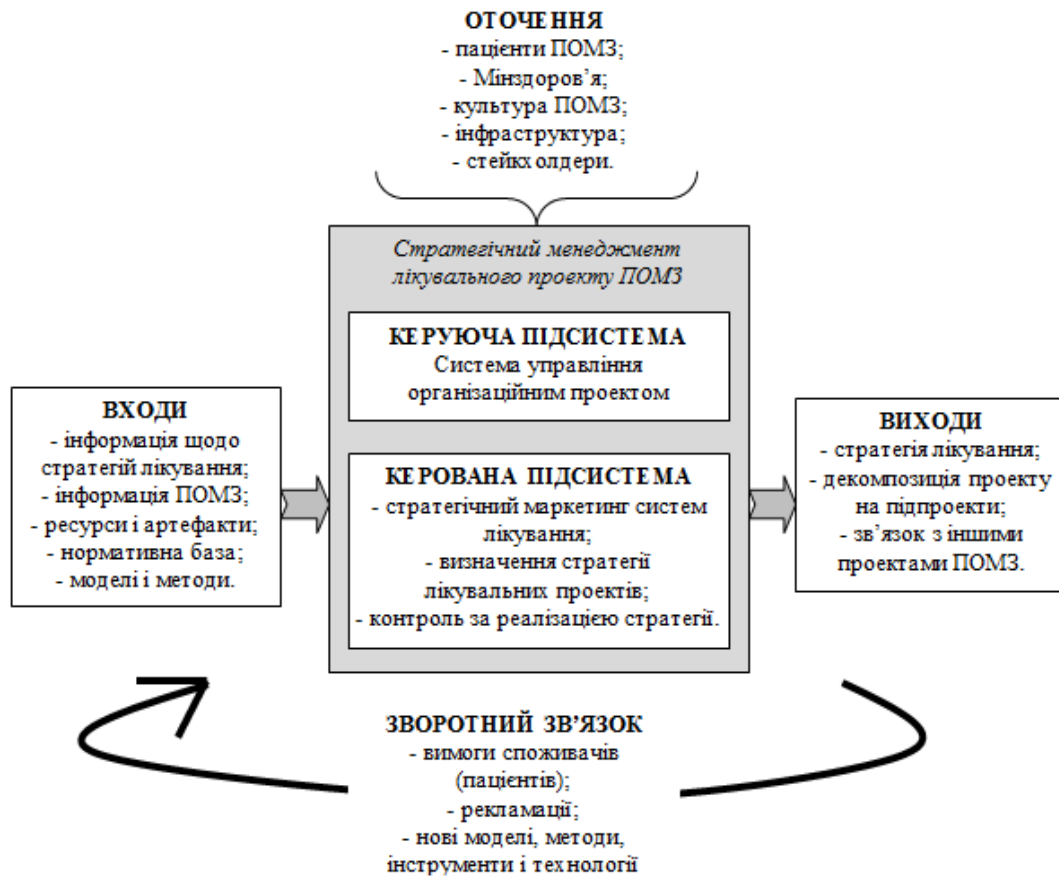 ОТОЧЕННЯ
- пацієнти ПОМЗ;
- Мінздоров’я;
- культура ПОМЗ;
- інфраструктура;
- стейкхолдери.
Стратегічний менеджмент
лікувального проекту ПОМЗ
КЕРУЮЧА ПІДСИСТЕМА
Система управління
організаційним проектом
ВХОДИ
- інформація щодо
стратегій лікування;
- інформація ПОМЗ;
- ресурси і артефакти;
- нормативна база;
- моделі і методи.
КЕРОВАНА ПІДСИСТЕМА
- стратегічний маркетинг систем
лікування;
- визначення стратегії
лікувальних проектів;
- контроль за реалізацією стратегії.
ВИХОДИ
- стратегія лікування;
- декомпозиція проекту
на підпроекти;
- зв’язок з іншими
проектами ПОМЗ.
ЗВОРОТНИЙ ЗВ’ЯЗОК
- вимоги споживачів
(пацієнтів);
- рекламації;
- нові моделі, методи,
інструменти і технології